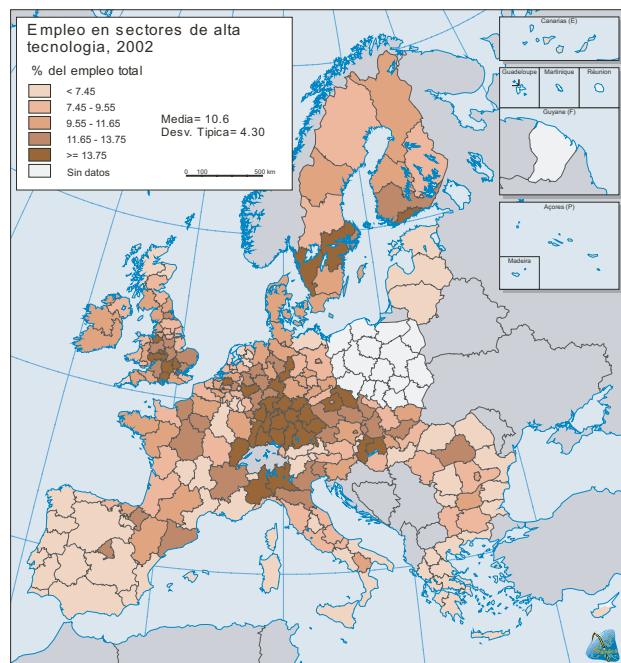 Empleo en sectores de alta
tecnologia, 2002
% del empleo total
< 7.45
7.45 - 9.55
9.55 - 11.65
11.65 - 13.75
>= 13.75
Sin datos
Media= 10.6
Desv. Tipica= 4.30
0 100 500 km
Canarias (E)
Guadeloupe
Martinique
Réunion
Guyana (F)
Açores (P)
Madeira